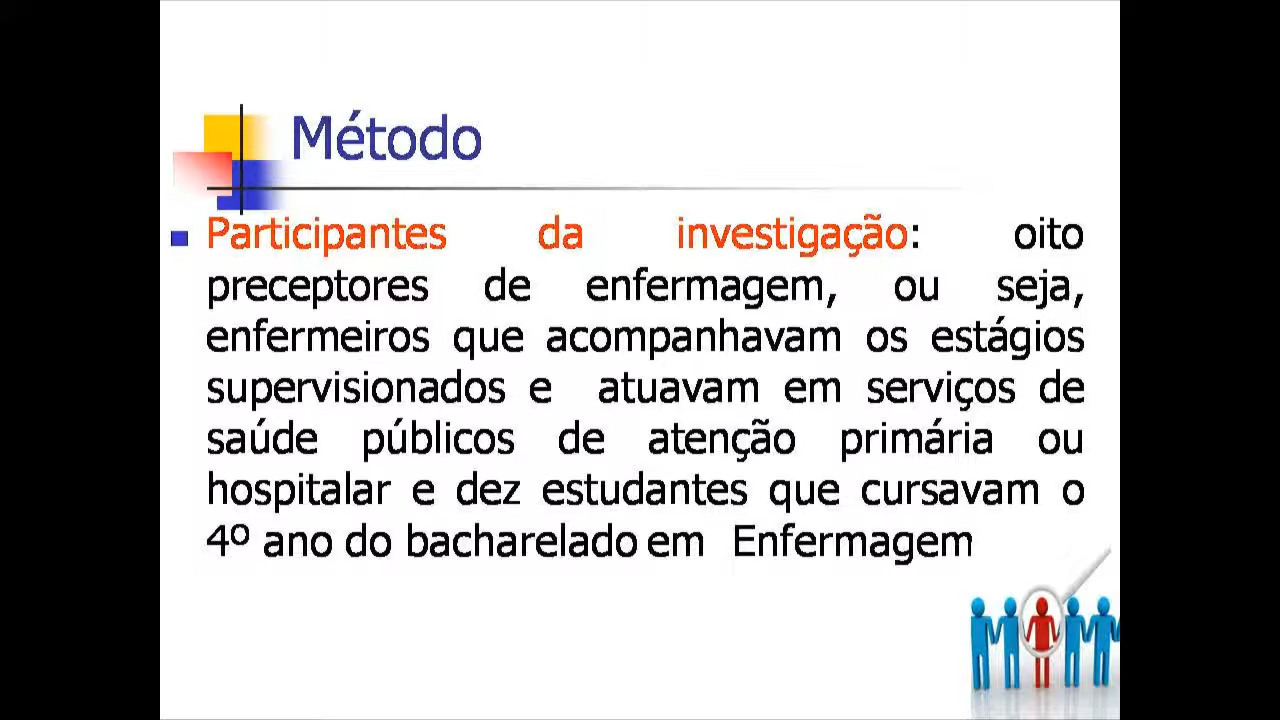 Método
Participantes da investigação: oito
preceptores de enfermagem, ou seja,
enfermeiros que acompanhavam os estágios
supervisionados e atuavam em serviços de
saúde públicos de atenção primária ou
hospitalar e dez estudantes que cursavam o
4º ano do bacharelado em Enfermagem